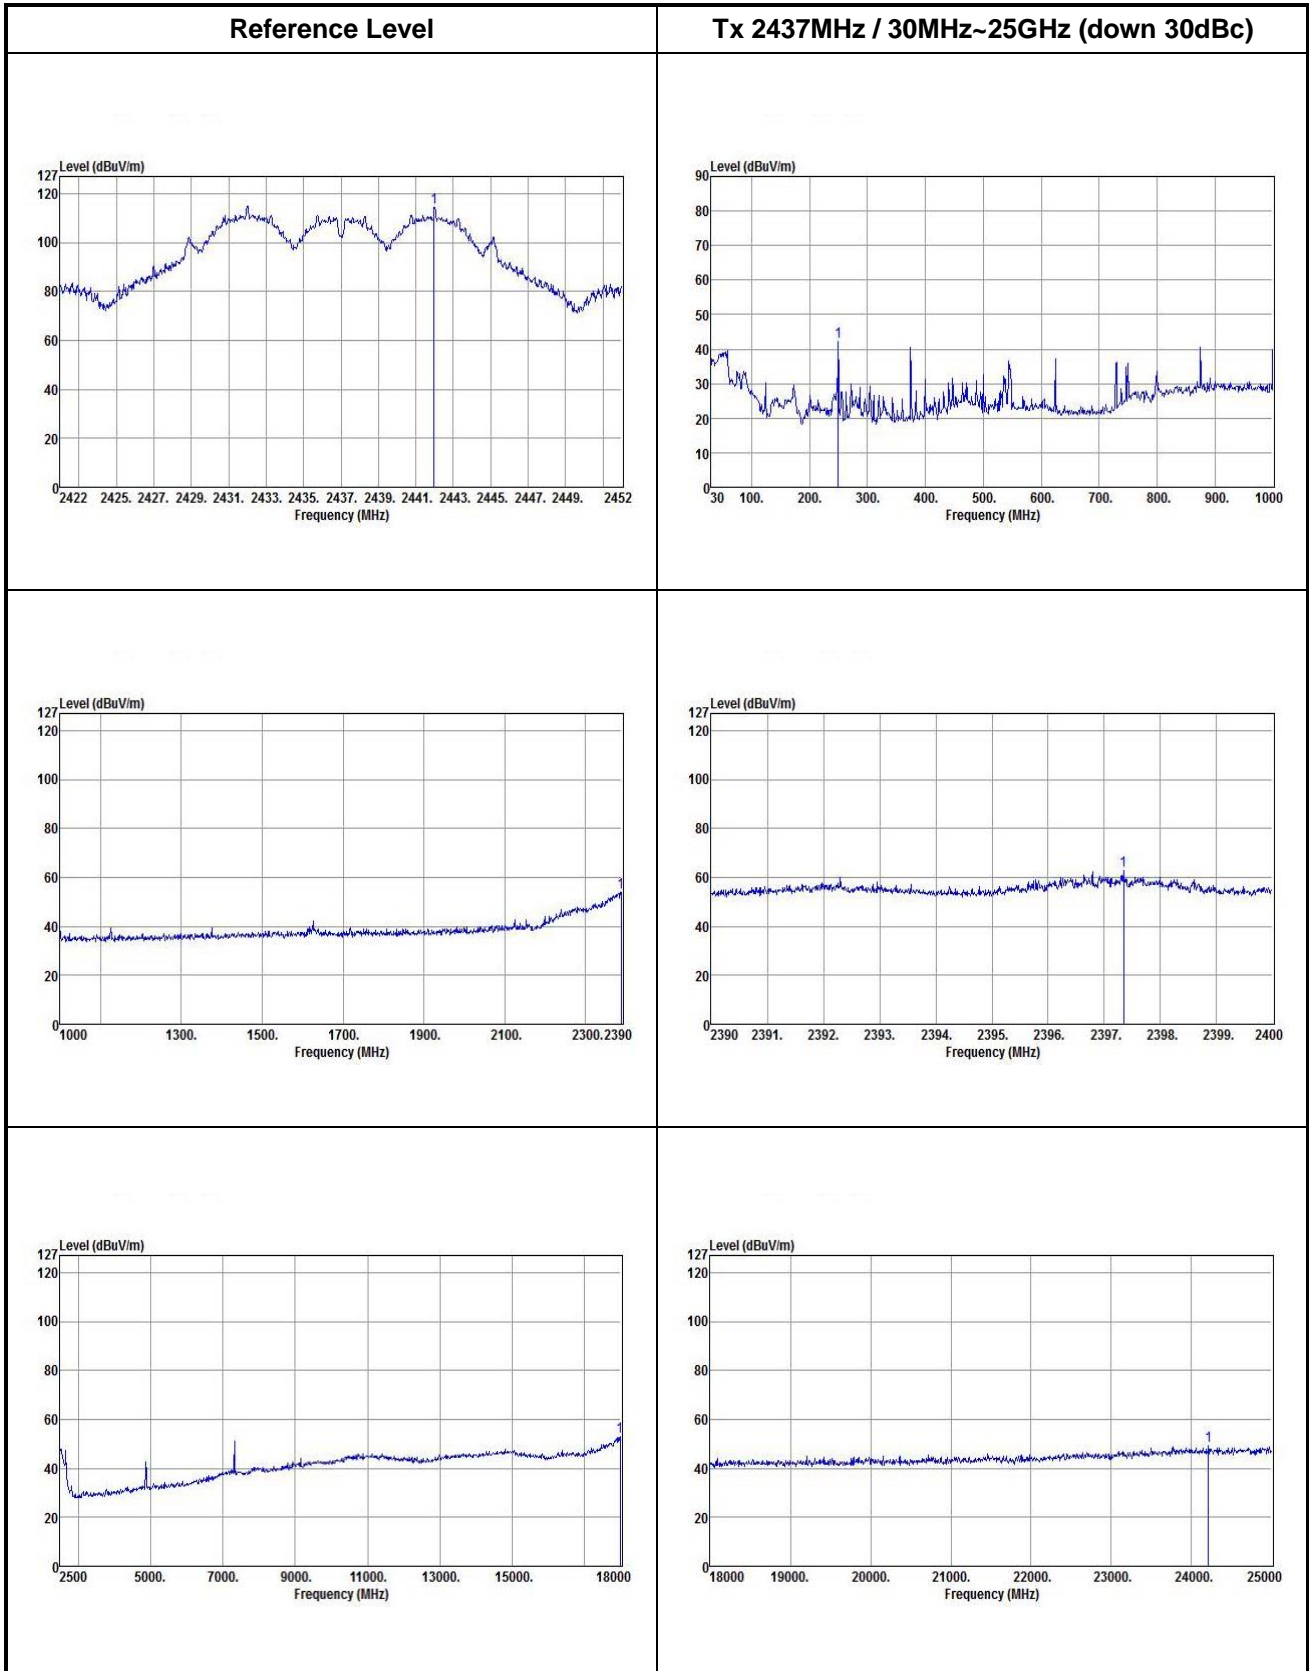 Reference Level
Tx 2437MHz / 30MHz~25GHz (down 30dBc)
127 Level (dBuV/m)
120
1
100
80
60
40
20
0
2422 2425. 2427. 2429. 2431. 2433. 2435. 2437. 2439. 2441. 2443. 2445. 2447. 2449. 2452
Frequency (MHz)
90 Level (dBuV/m)
80
70
60
50
1
40
30
20
10
0
30 100. 200. 300. 400. 500. 600. 700. 800. 900. 1000
Frequency (MHz)
127 Level (dBuV/m)
120
100
80
60
1
40
20
0
1000 1300. 1500. 1700. 1900. 2100. 2300. 2390
Frequency (MHz)
127 Level (dBuV/m)
120
100
80
1
60
40
20
0
2390 2391. 2392. 2393. 2394. 2395. 2396. 2397. 2398. 2399. 2400
Frequency (MHz)
127 Level (dBuV/m)
120
100
80
60
1
40
20
0
2500 5000. 7000. 9000. 11000. 13000. 15000. 18000
Frequency (MHz)
127 Level (dBuV/m)
120
100
80
60
1
40
20
0
18000 19000. 20000. 21000. 22000. 23000. 24000. 25000
Frequency (MHz)